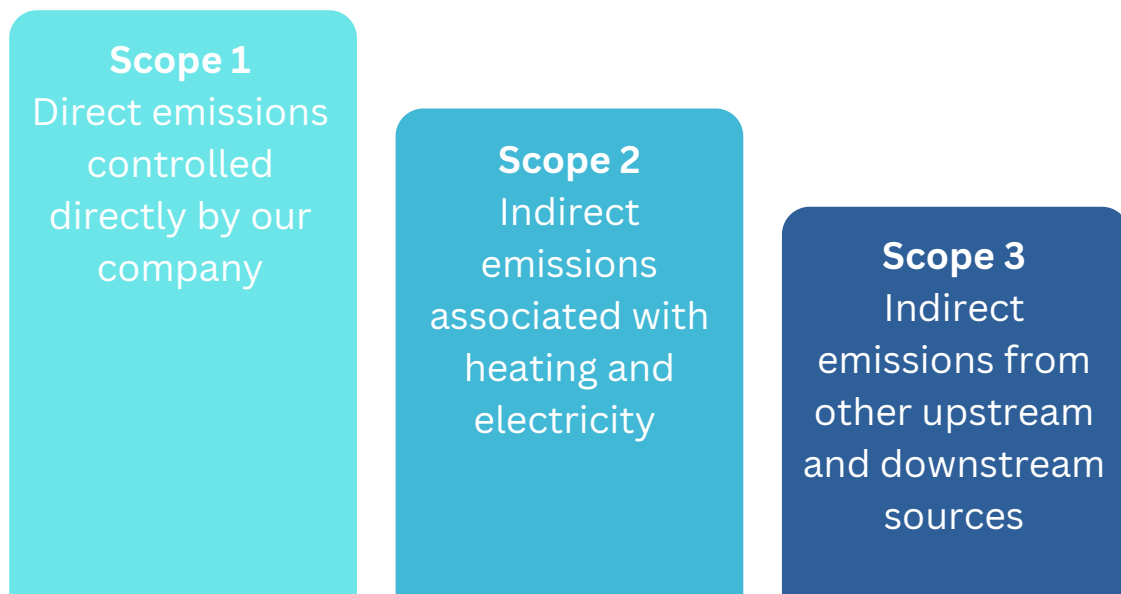 Scope 1
Direct emissions
controlled
directly by our
company
Scope 2
Indirect
emissions
associated with
heating and
electricity
Scope 3
Indirect
emissions from
other upstream
and downstream
sources